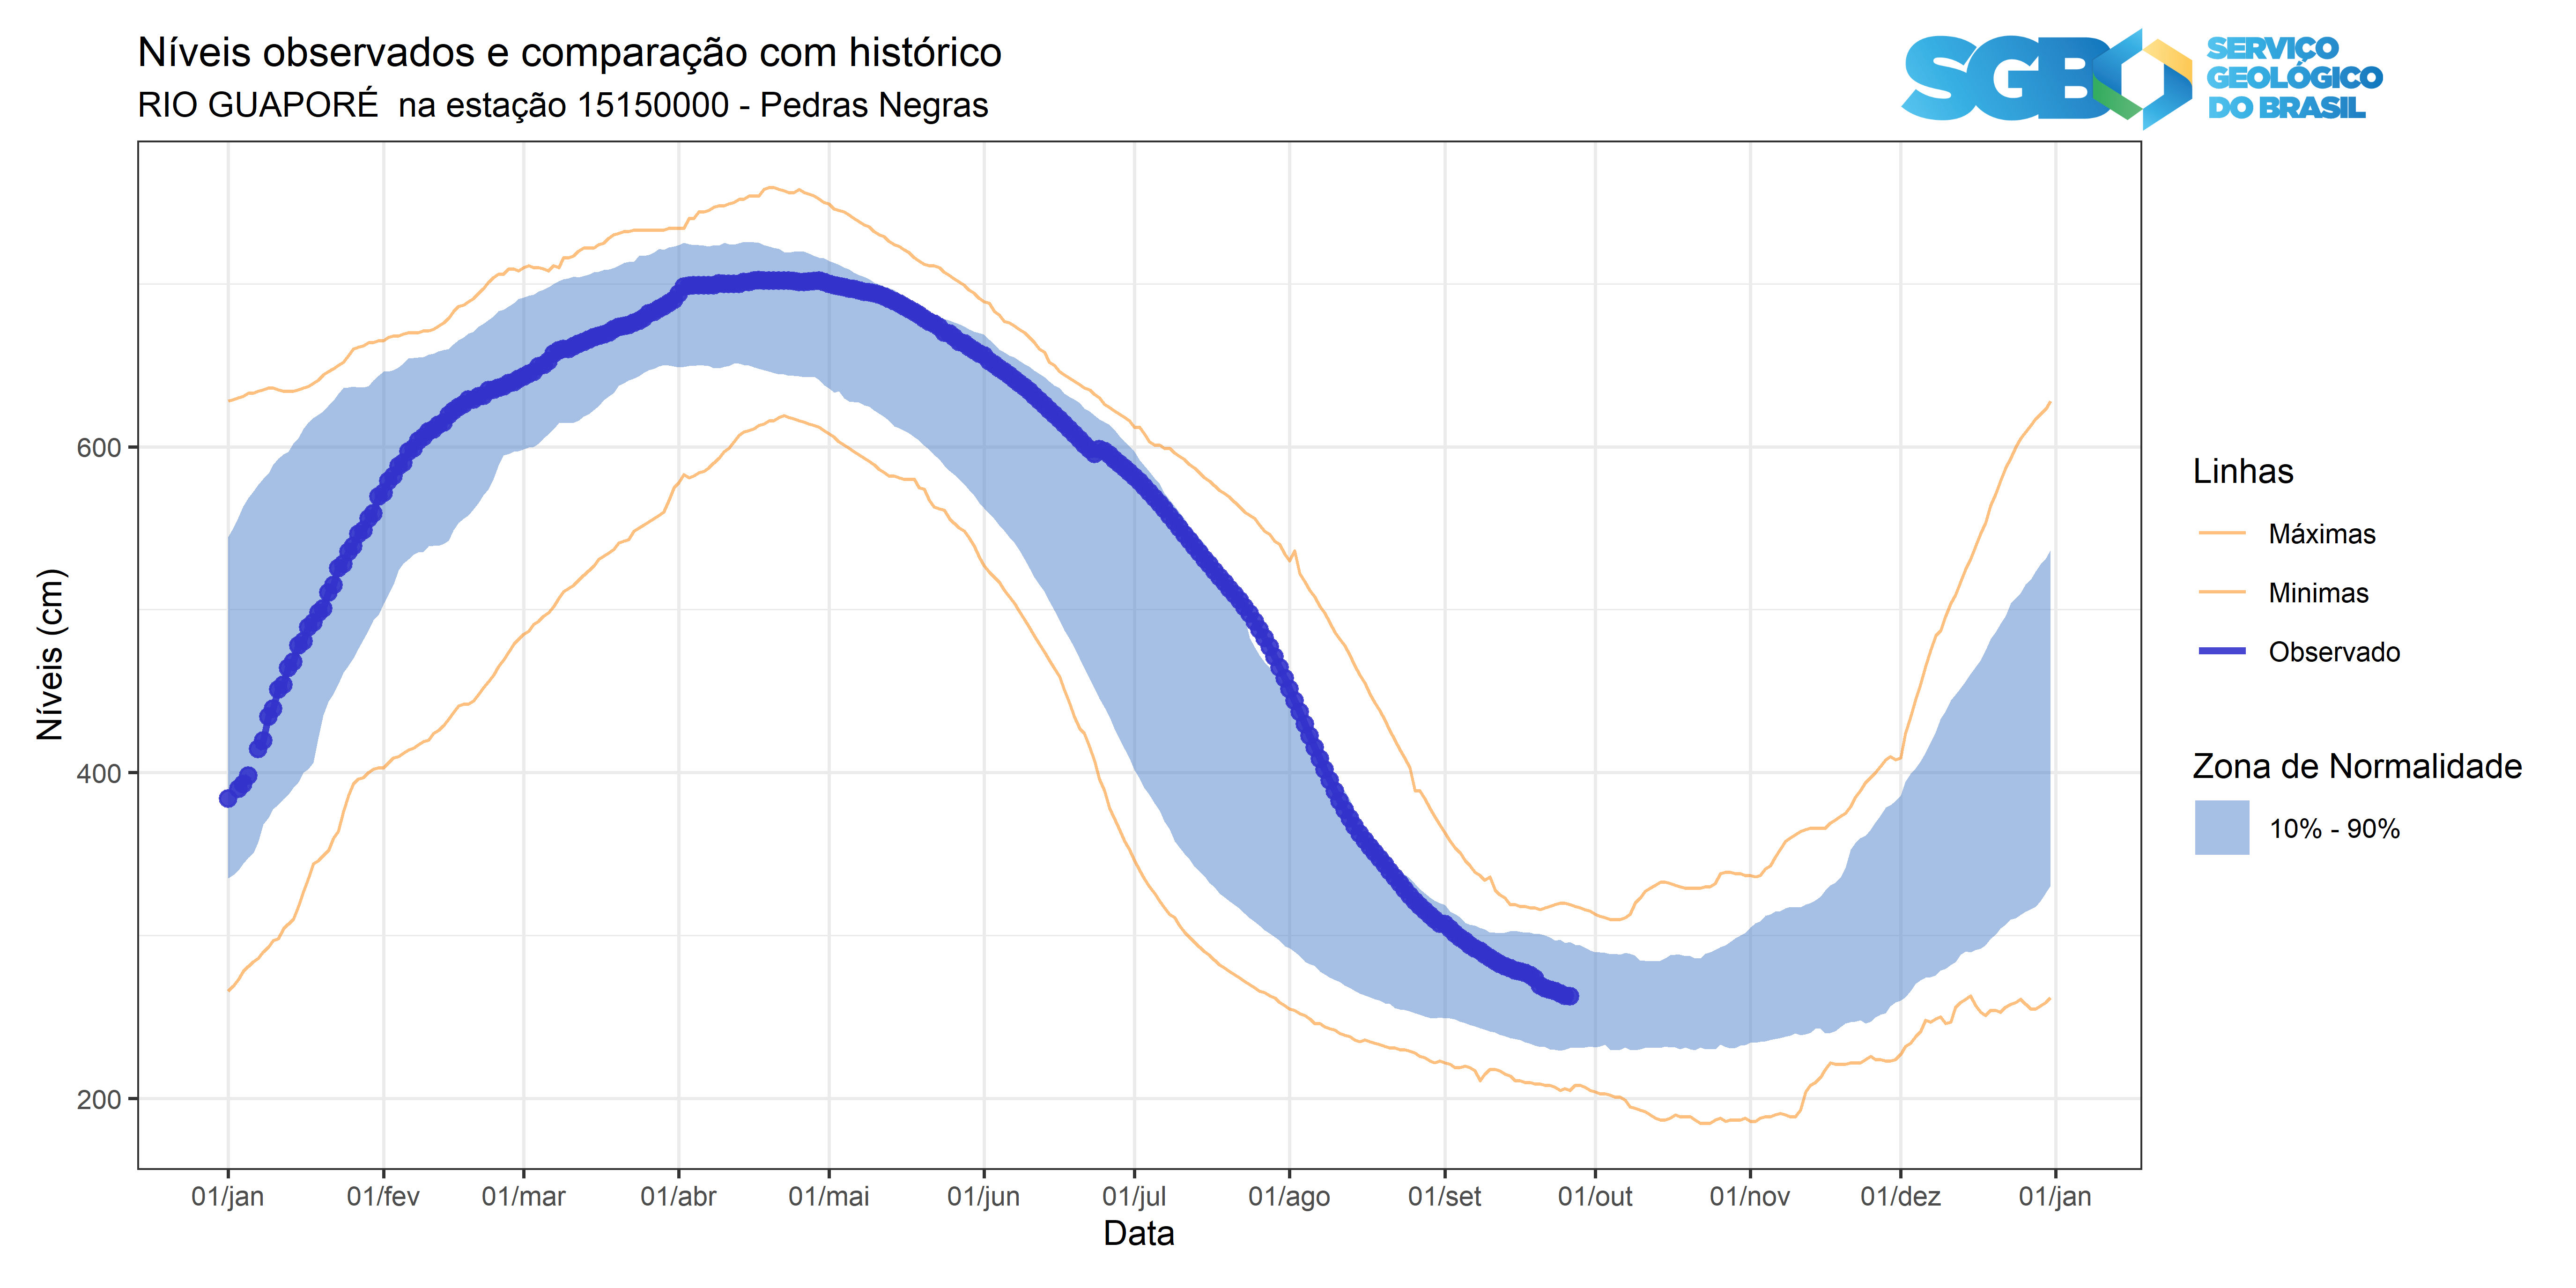 Níveis observados e comparação com histórico
RIO GUAPORÉ  na estação 15150000 - Pedras Negras
SGB
SERVIÇO
GEOLÓGICO
DO BRASIL
Níveis (cm)
600
400
200
01/jan
01/fev
01/mar
01/abr
01/mai
01/jun
01/jul
01/ago
01/set
01/out
01/nov
01/dez
01/jan
Data
Linhas
Máximas
Minimas
Observado
Zona de Normalidade
10% - 90%